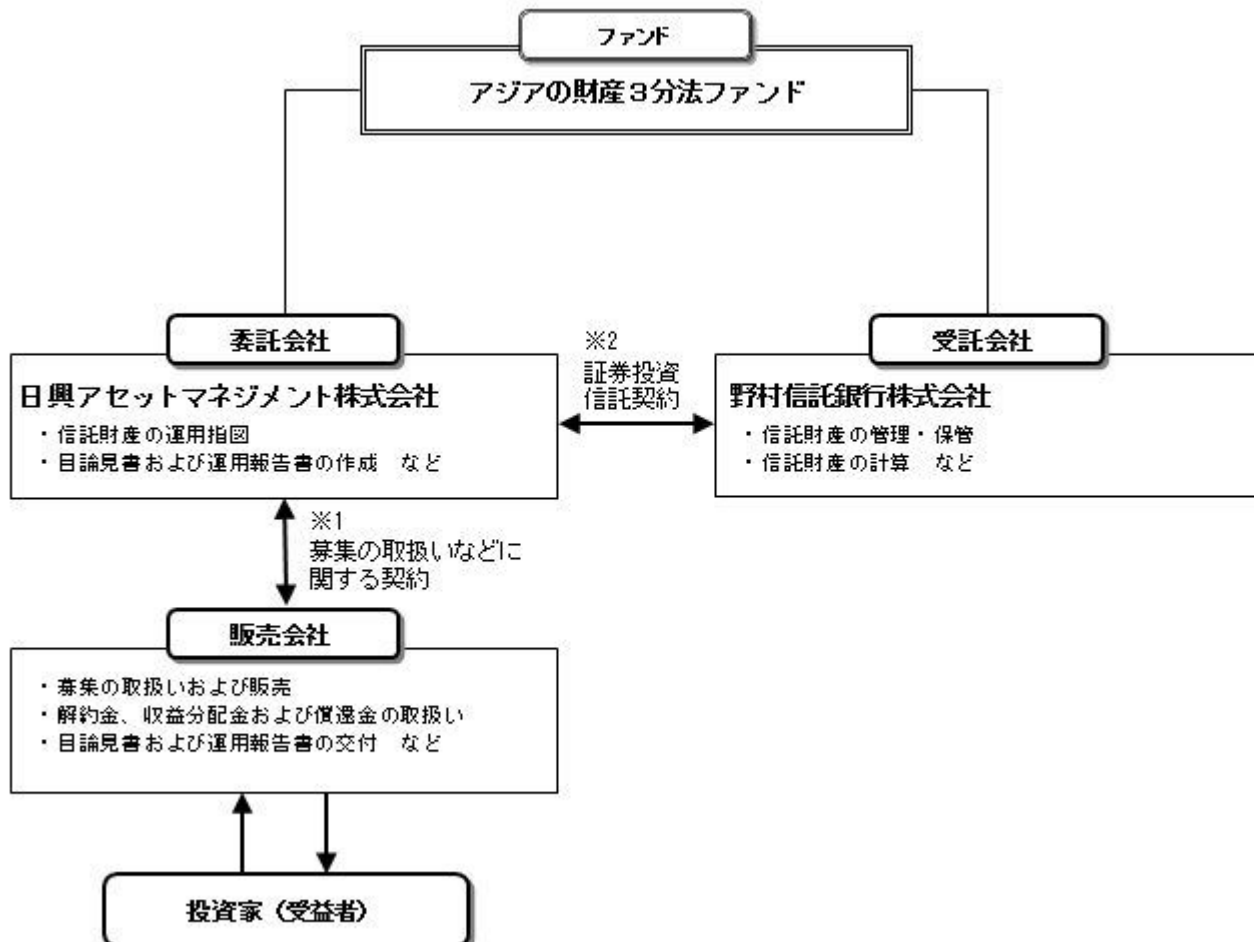 ファンド
アジアの財産3分法ファンド
委託会社
日興アセットマネジメント株式会社
・信託財産の運用指図
・目論見書および運用報告書の作成　など
※2
証券投資
信託契約
受託会社
野村信託銀行株式会社
・信託財産の管理・保管
・信託財産の計算　など
※1
募集の取扱いなどに
関する契約
販売会社
・募集の取扱いおよび販売
・解約金、収益分配金および償還金の取扱い
・目論見書および運用報告書の交付　など
投資家（受益者）